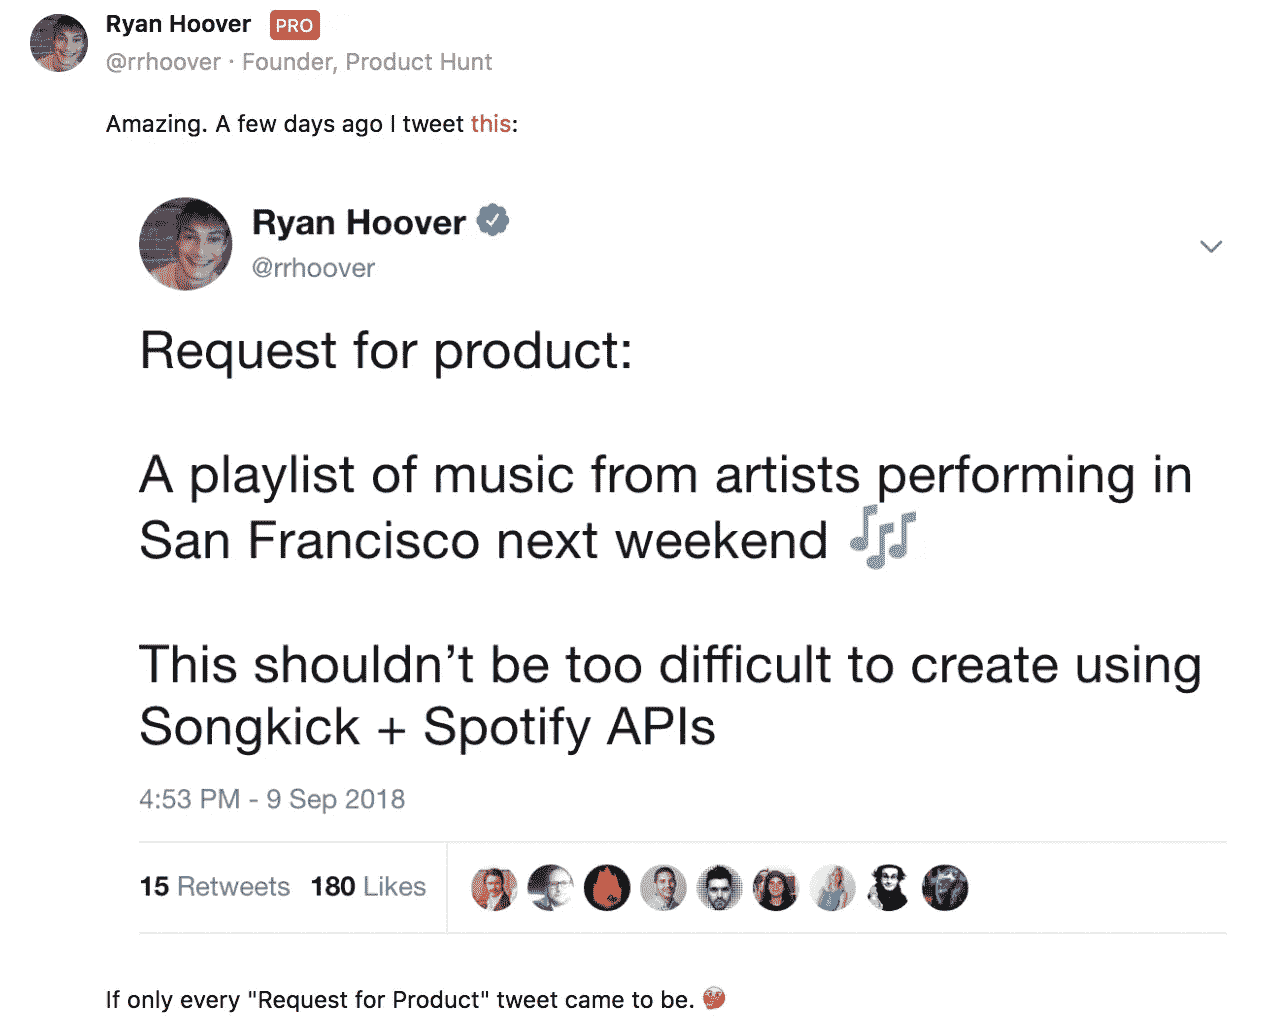 Ryan Hoover PRO
@rrhoover · Founder, Product Hunt
Amazing. A few days ago I tweet this:
Ryan Hoover
@rrhoover
Request for product:
A playlist of music from artists performing in
San Francisco next weekend 🎶
This shouldn’t be too difficult to create using
Songkick + Spotify APIs
4:53 PM - 9 Sep 2018
15 Retweets 180 Likes
If only every "Request for Product" tweet came to be.